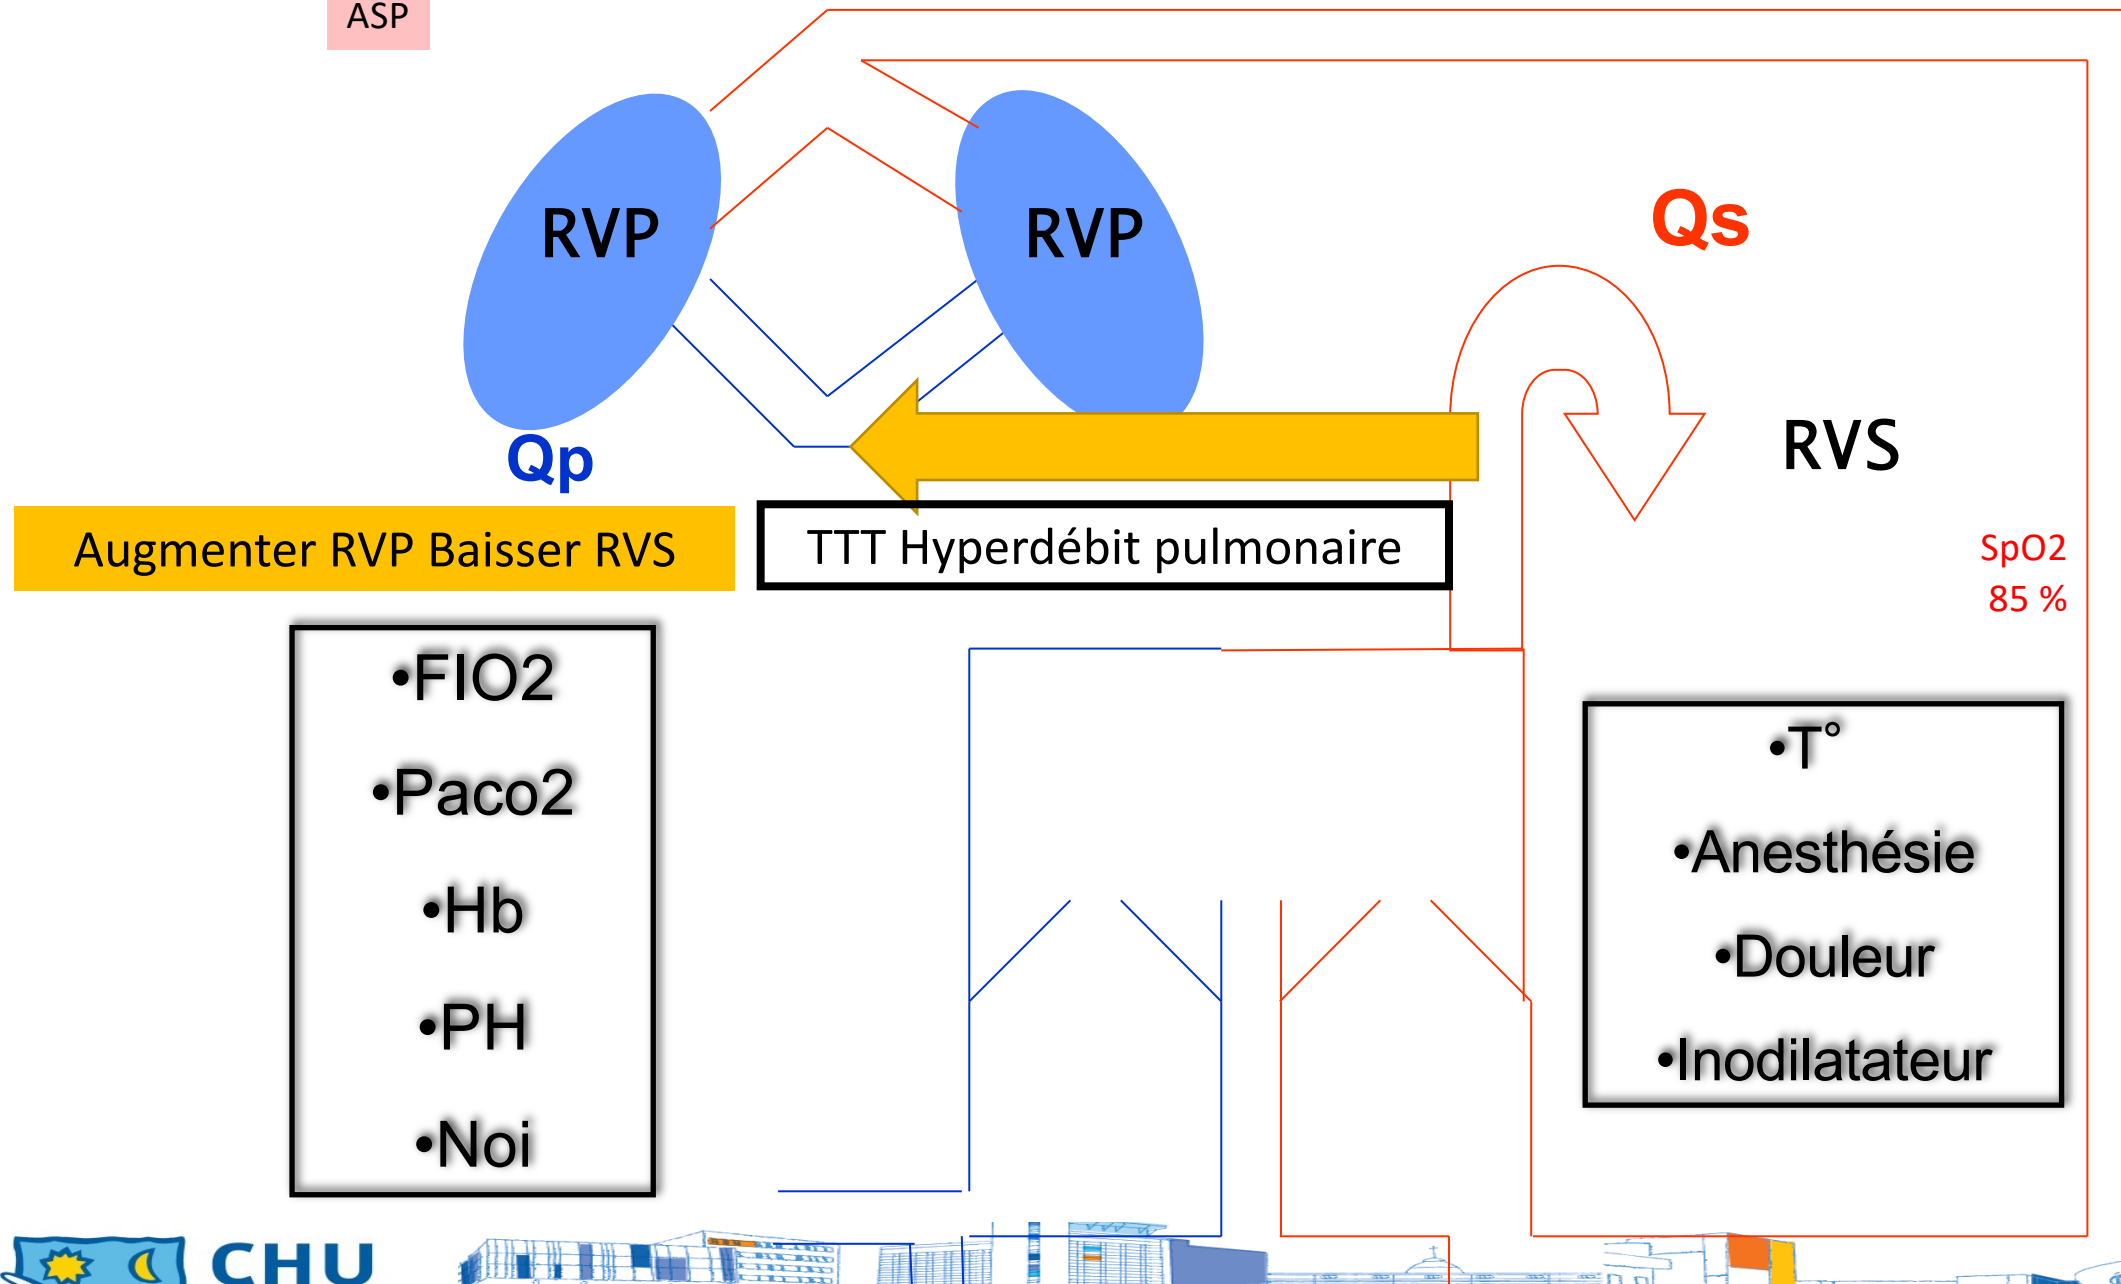 ASP
RVP
RVP
Qs
Qp
RVS
Augmenter RVP Baisser RVS
TTT Hyperdébit pulmonaire
SpO2
85 %
•FIO2
•Paco2
•Hb
•PH
•Noi
•T°
•Anesthésie
•Douleur
•Inodilatateur
CHU